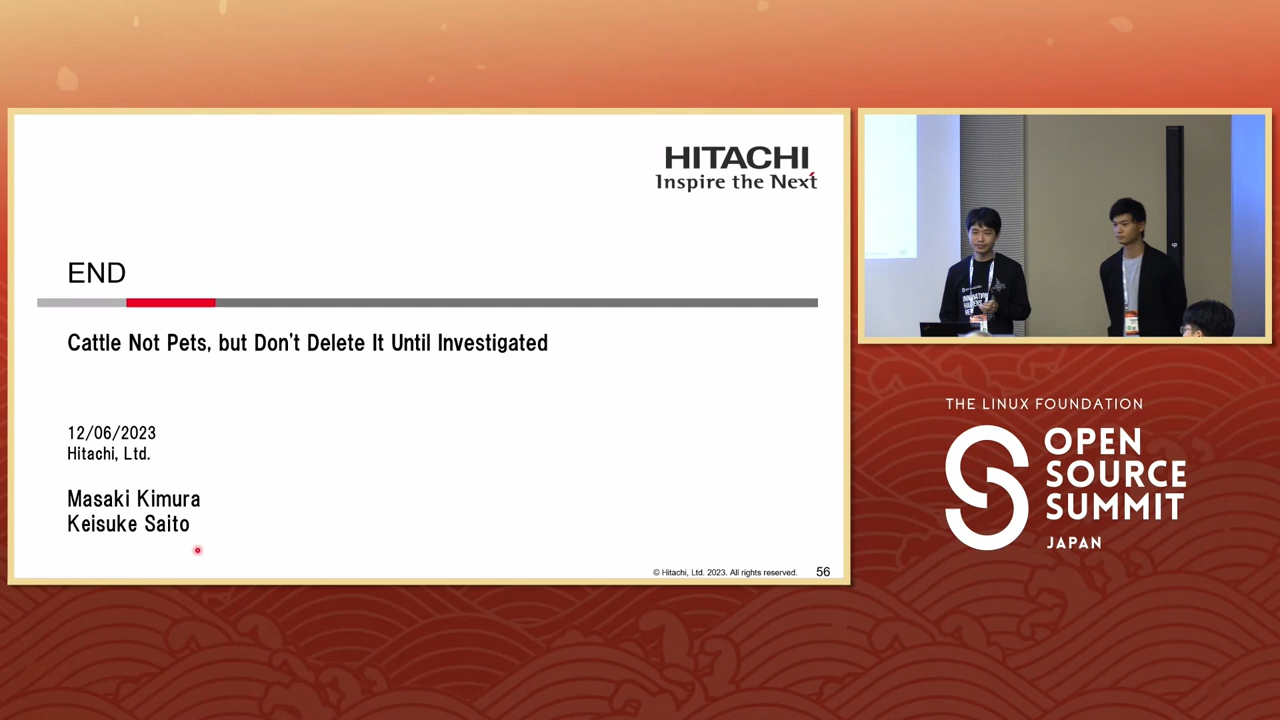 HITACHI
Inspire the Next
END
Cattle Not Pets, but Don't Delete It Until Investigated
12/06/2023
Hitachi, Ltd.
Masaki Kimura
Keisuke Saito
© Hitachi, Ltd. 2023. All rights reserved.
56
THE LINUX FOUNDATION
OPEN
SOURCE
SUMMIT
JAPAN